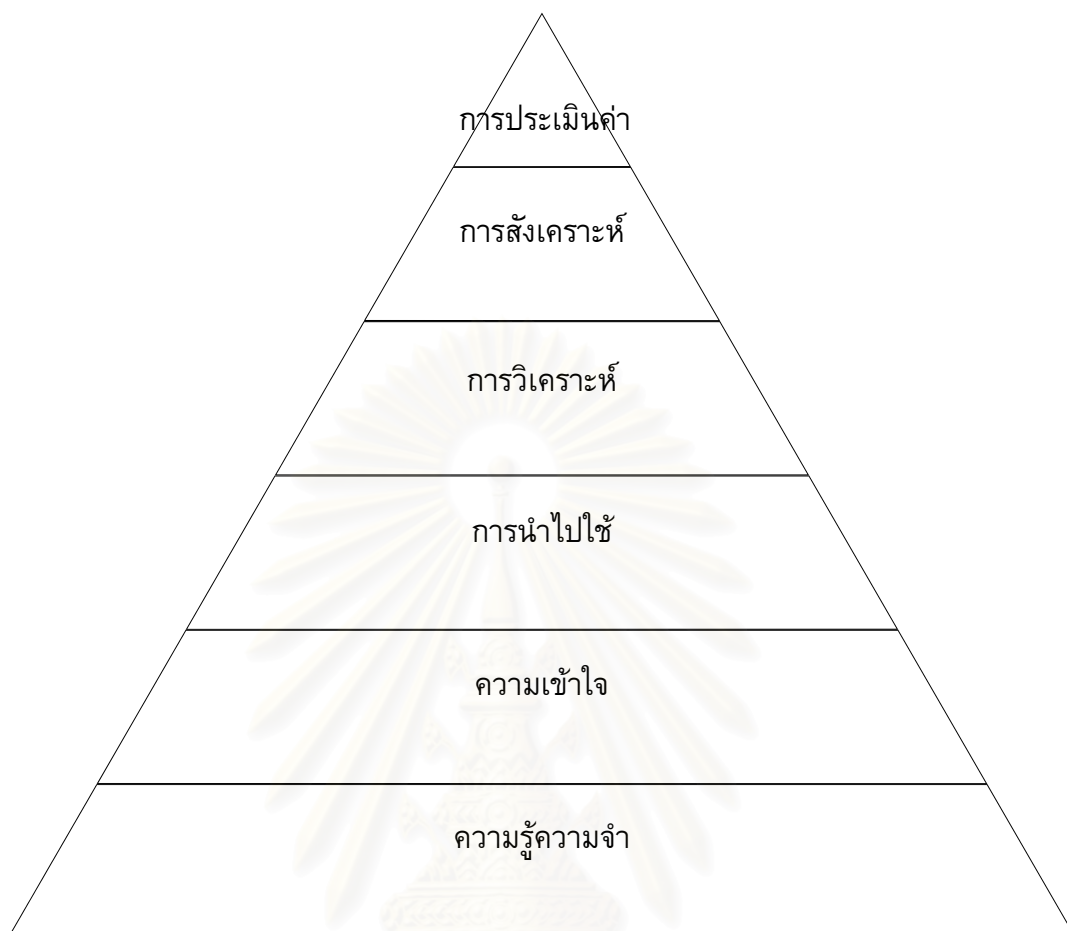 การประเมินค่า
การสังเคราะห์
การวิเคราะห์
การนำไปใช้
ความเข้าใจ
ความรู้ความจำ